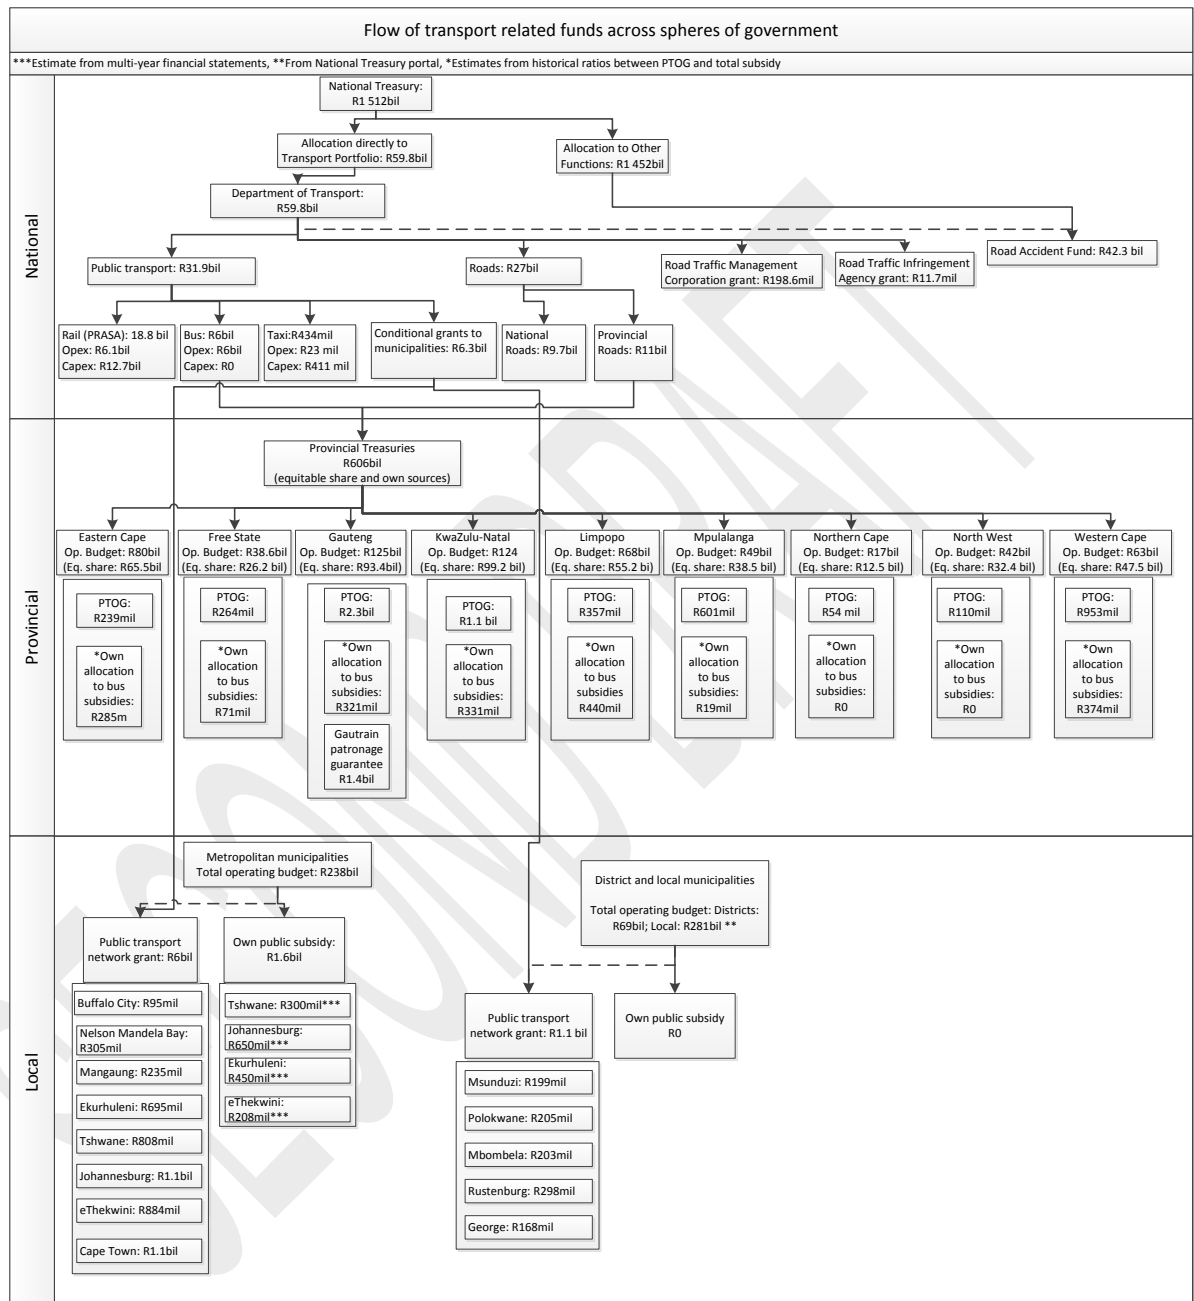 Flow of transport related funds across spheres of government
***Estimate from multi-year financial statements, **From National Treasury portal, *Estimates from historical ratios between PTOG and total subsidy
National
National Treasury:
R1 512bil
Allocation directly to
Transport Portfolio: R59.8bil
Allocation to Other
Functions: R1 452bil
Department of Transport:
R59.8bil
Public transport: R31.9bil
Roads: R27bil
Road Traffic Management
Corporation grant: R198.6mil
Road Traffic Infringement
Agency grant: R11.7mil
Road Accident Fund: R42.3 bil
Rail (PRASA): 18.8 bil
Opex: R6.1bil
Capex: R12.7bil
Bus: R6bil
Opex: R6bil
Capex: R0
Taxi:R434mil
Opex: R23 mil
Capex: R411 mil
Conditional grants to
municipalities: R6.3bil
National
Roads: R9.7bil
Provincial
Roads: R11bil
Provincial
Provincial Treasuries
R606bil
(equitable share and own sources)
Eastern Cape
Op. Budget: R80bil
(Eq. share: R65.5bil)
Free State
Op. Budget: R38.6bil
(Eq. share: R26.2 bil)
Gauteng
Op. Budget: R125bil
(Eq. share: R93.4bil)
KwaZulu-Natal
Op. Budget: R124
(Eq. share: R99.2 bil)
Limpopo
Op. Budget: R68bil
(Eq. share: R55.2 bi)
Mpulalanga
Op. Budget: R49bil
(Eq. share: R38.5 bil)
Northern Cape
Op. Budget: R17bil
(Eq. share: R12.5 bil)
North West
Op. Budget: R42bil
(Eq. share: R32.4 bil)
Western Cape
Op. Budget: R63bil
(Eq. share: R47.5 bil)
PTOG:
R239mil
*Own
allocation
to bus
subsidies:
R285m
PTOG:
R264mil
*Own
allocation
to bus
subsidies:
R71mil
PTOG:
R2.3bil
*Own
allocation
to bus
subsidies:
R321mil
Gautrain
patronage
guarantee
R1.4bil
PTOG:
R1.1 bil
*Own
allocation
to bus
subsidies:
R331mil
PTOG:
R357mil
*Own
allocation
to bus
subsidies
R440mil
PTOG:
R601mil
*Own
allocation
to bus
subsidies:
R19mil
PTOG:
R54 mil
*Own
allocation
to bus
subsidies:
R0
PTOG:
R110mil
*Own
allocation
to bus
subsidies:
R0
PTOG:
R953mil
*Own
allocation
to bus
subsidies:
R374mil
Local
Metropolitan municipalities
Total operating budget: R238bil
Public transport
network grant: R6bil
Own public subsidy:
R1.6bil
Buffalo City: R95mil
Nelson Mandela Bay:
R305mil
Mangaung: R235mil
Ekurhuleni: R695mil
Tshwane: R808mil
Johannesburg: R1.1bil
eThekwini: R884mil
Cape Town: R1.1bil
Tshwane: R300mil***
Johannesburg:
R650mil***
Ekurhuleni:
R450mil***
eThekwini:
R208mil***
District and local municipalities
Total operating budget: Districts:
R69bil; Local: R281bil **
Public transport
network grant: R1.1 bil
Own public subsidy
R0
Msunduzi: R199mil
Polokwane: R205mil
Mbombela: R203mil
Rustenburg: R298mil
George: R168mil
SECOND DRAFT